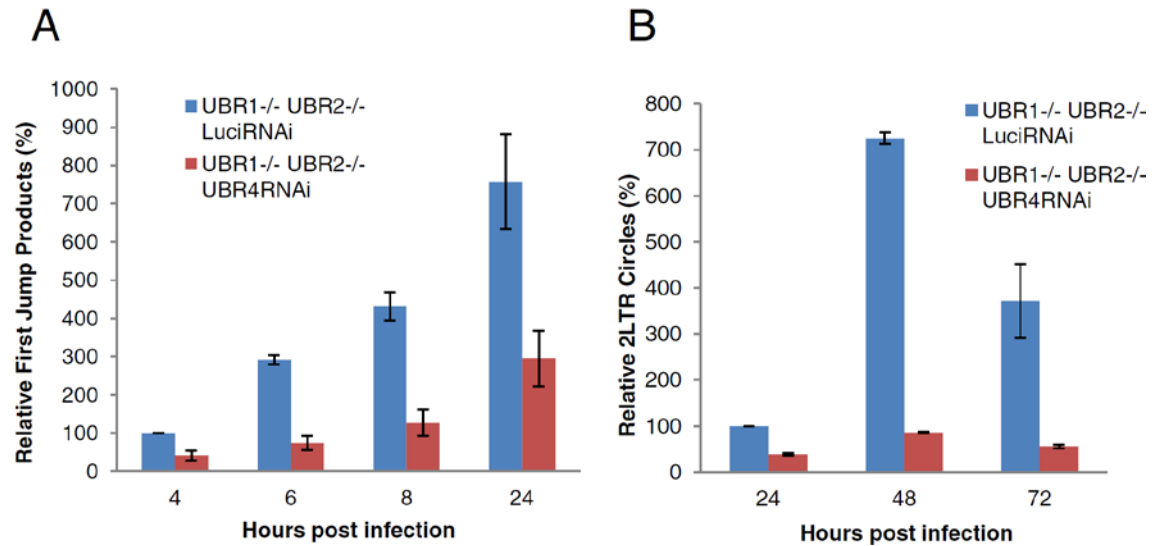 A
Relative First Jump Products (%)
1000
900
800
700
600
500
400
300
200
100
0
UBR1-/- UBR2-/-
LuciRNAi
UBR1-/- UBR2-/-
UBR4RNAi
4 6 8 24
Hours post infection
B
Relative 2LTR Circles (%)
800
700
600
500
400
300
200
100
0
UBR1-/- UBR2-/-
LuciRNAi
UBR1-/- UBR2-/-
UBR4RNAi
24 48 72
Hours post infection